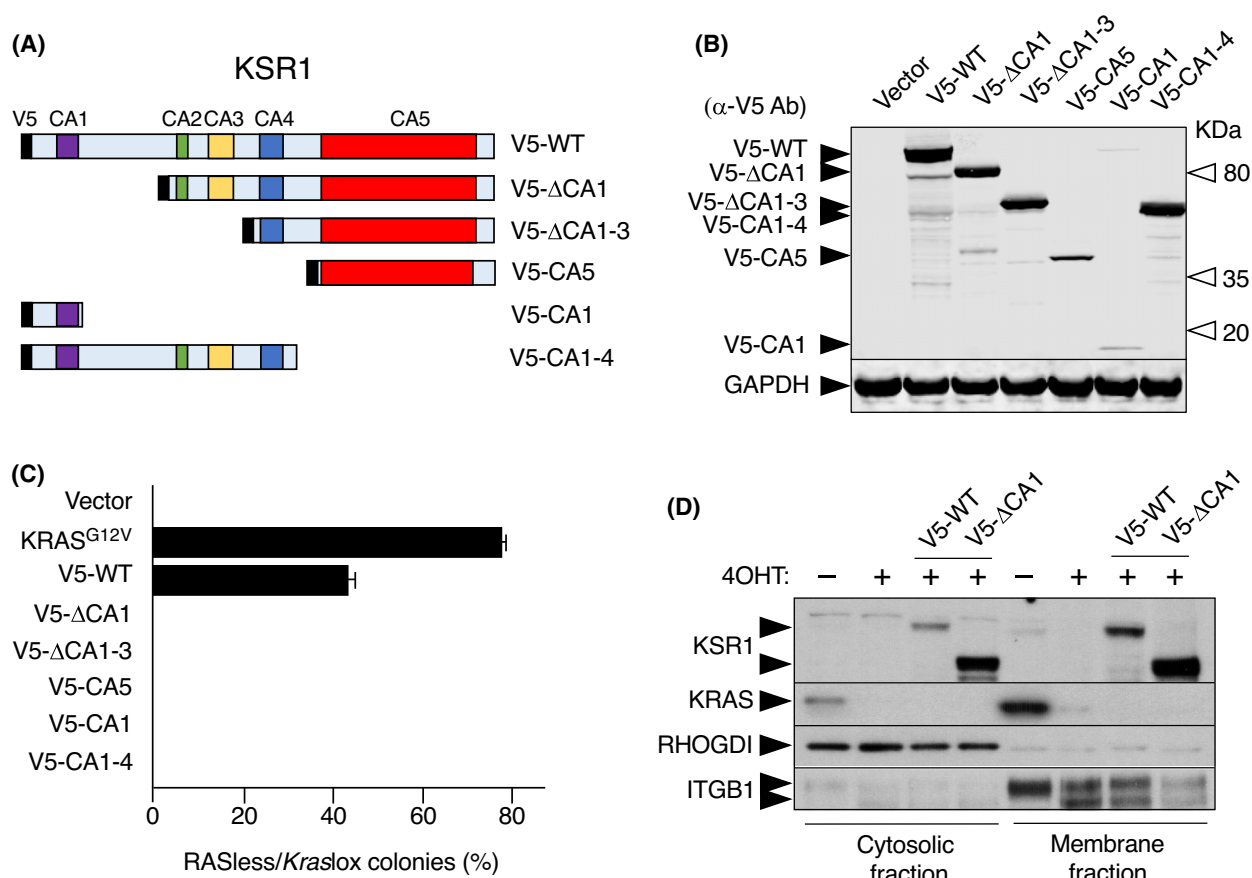 (A)
KSR1
V5 CA1 CA2 CA3 CA4 CA5
V5-WT
V5-ΔCA1
V5-ΔCA1-3
V5-CA5
V5-CA1
V5-CA1-4
(B)
(α-V5 Ab)
Vector
V5-WT
V5-ΔCA1
V5-ΔCA1-3
V5-CA5
V5-CA1
V5-CA1-4
KDa
V5-WT
V5-ΔCA1
V5-ΔCA1-3
V5-CA1-4
V5-CA5
V5-CA1
GAPDH
80
35
20
(C)
Vector
KRASG12V
V5-WT
V5-ΔCA1
V5-ΔCA1-3
V5-CA5
V5-CA1
V5-CA1-4
0 20 40 60 80
RASless/Kraslox colonies (%)
(D)
V5-WT
V5-ΔCA1
V5-WT
V5-ΔCA1
4OHT: – + + + – + + +
KSR1
KRAS
RHOGDI
ITGB1
Cytosolic
fraction
Membrane
fraction